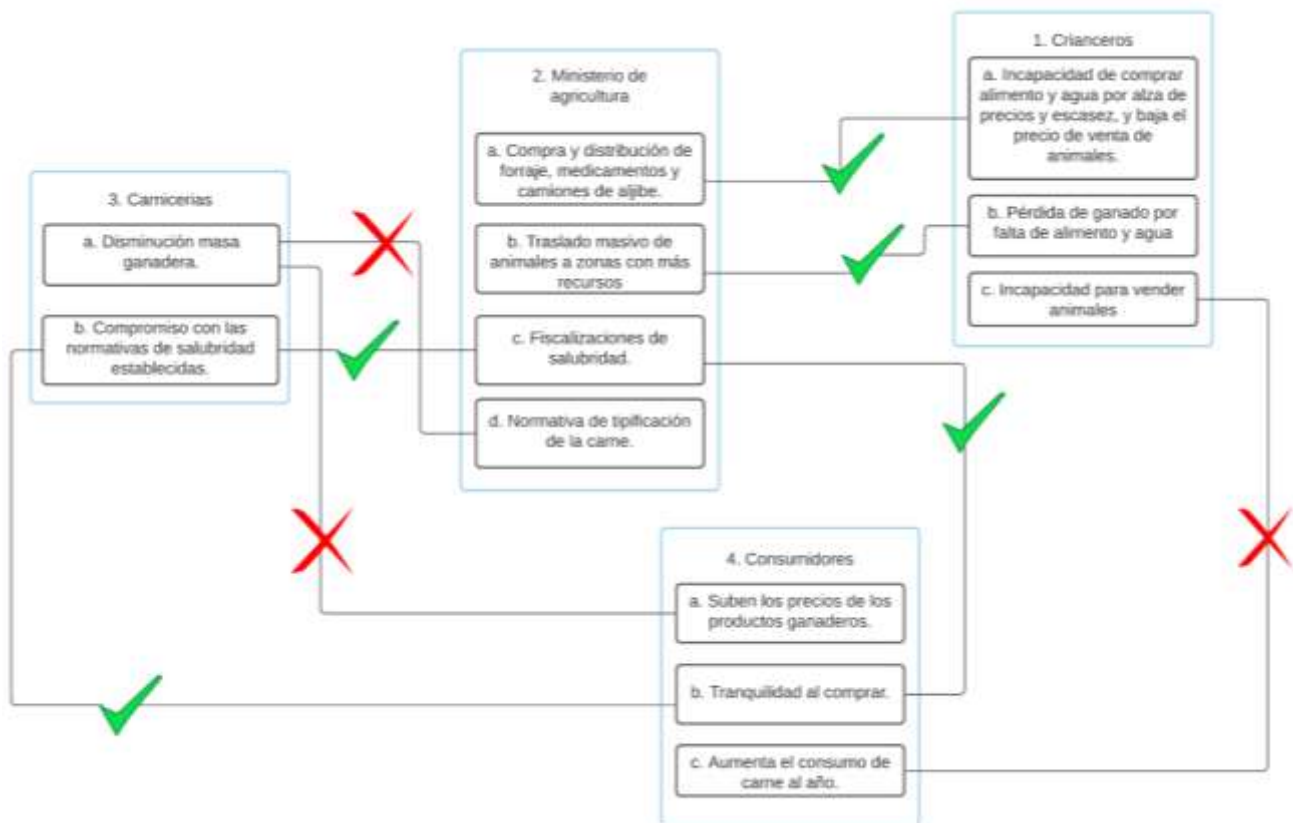 1. Crianceros
a. Incapacidad de comprar
alimento y agua por alza de
precios y escasez, y baja el
precio de venta de
animales.
b. Pérdida de ganado por
falta de alimento y agua
c. Incapacidad para vender
animales
2. Ministerio de
agricultura
a. Compra y distribución de
forraje, medicamentos y
camiones de aljibe.
b. Traslado masivo de
animales a zonas con más
recursos
c. Fiscalizaciones de
salubridad.
d. Normativa de tipificación
de la carne.
3. Carnicerias
a. Disminución masa
ganadera.
b. Compromiso con las
normativas de salubridad
establecidas.
4. Consumidores
a. Suben los precios de los
productos ganaderos.
b. Tranquilidad al comprar.
c. Aumenta el consumo de
carne al año.